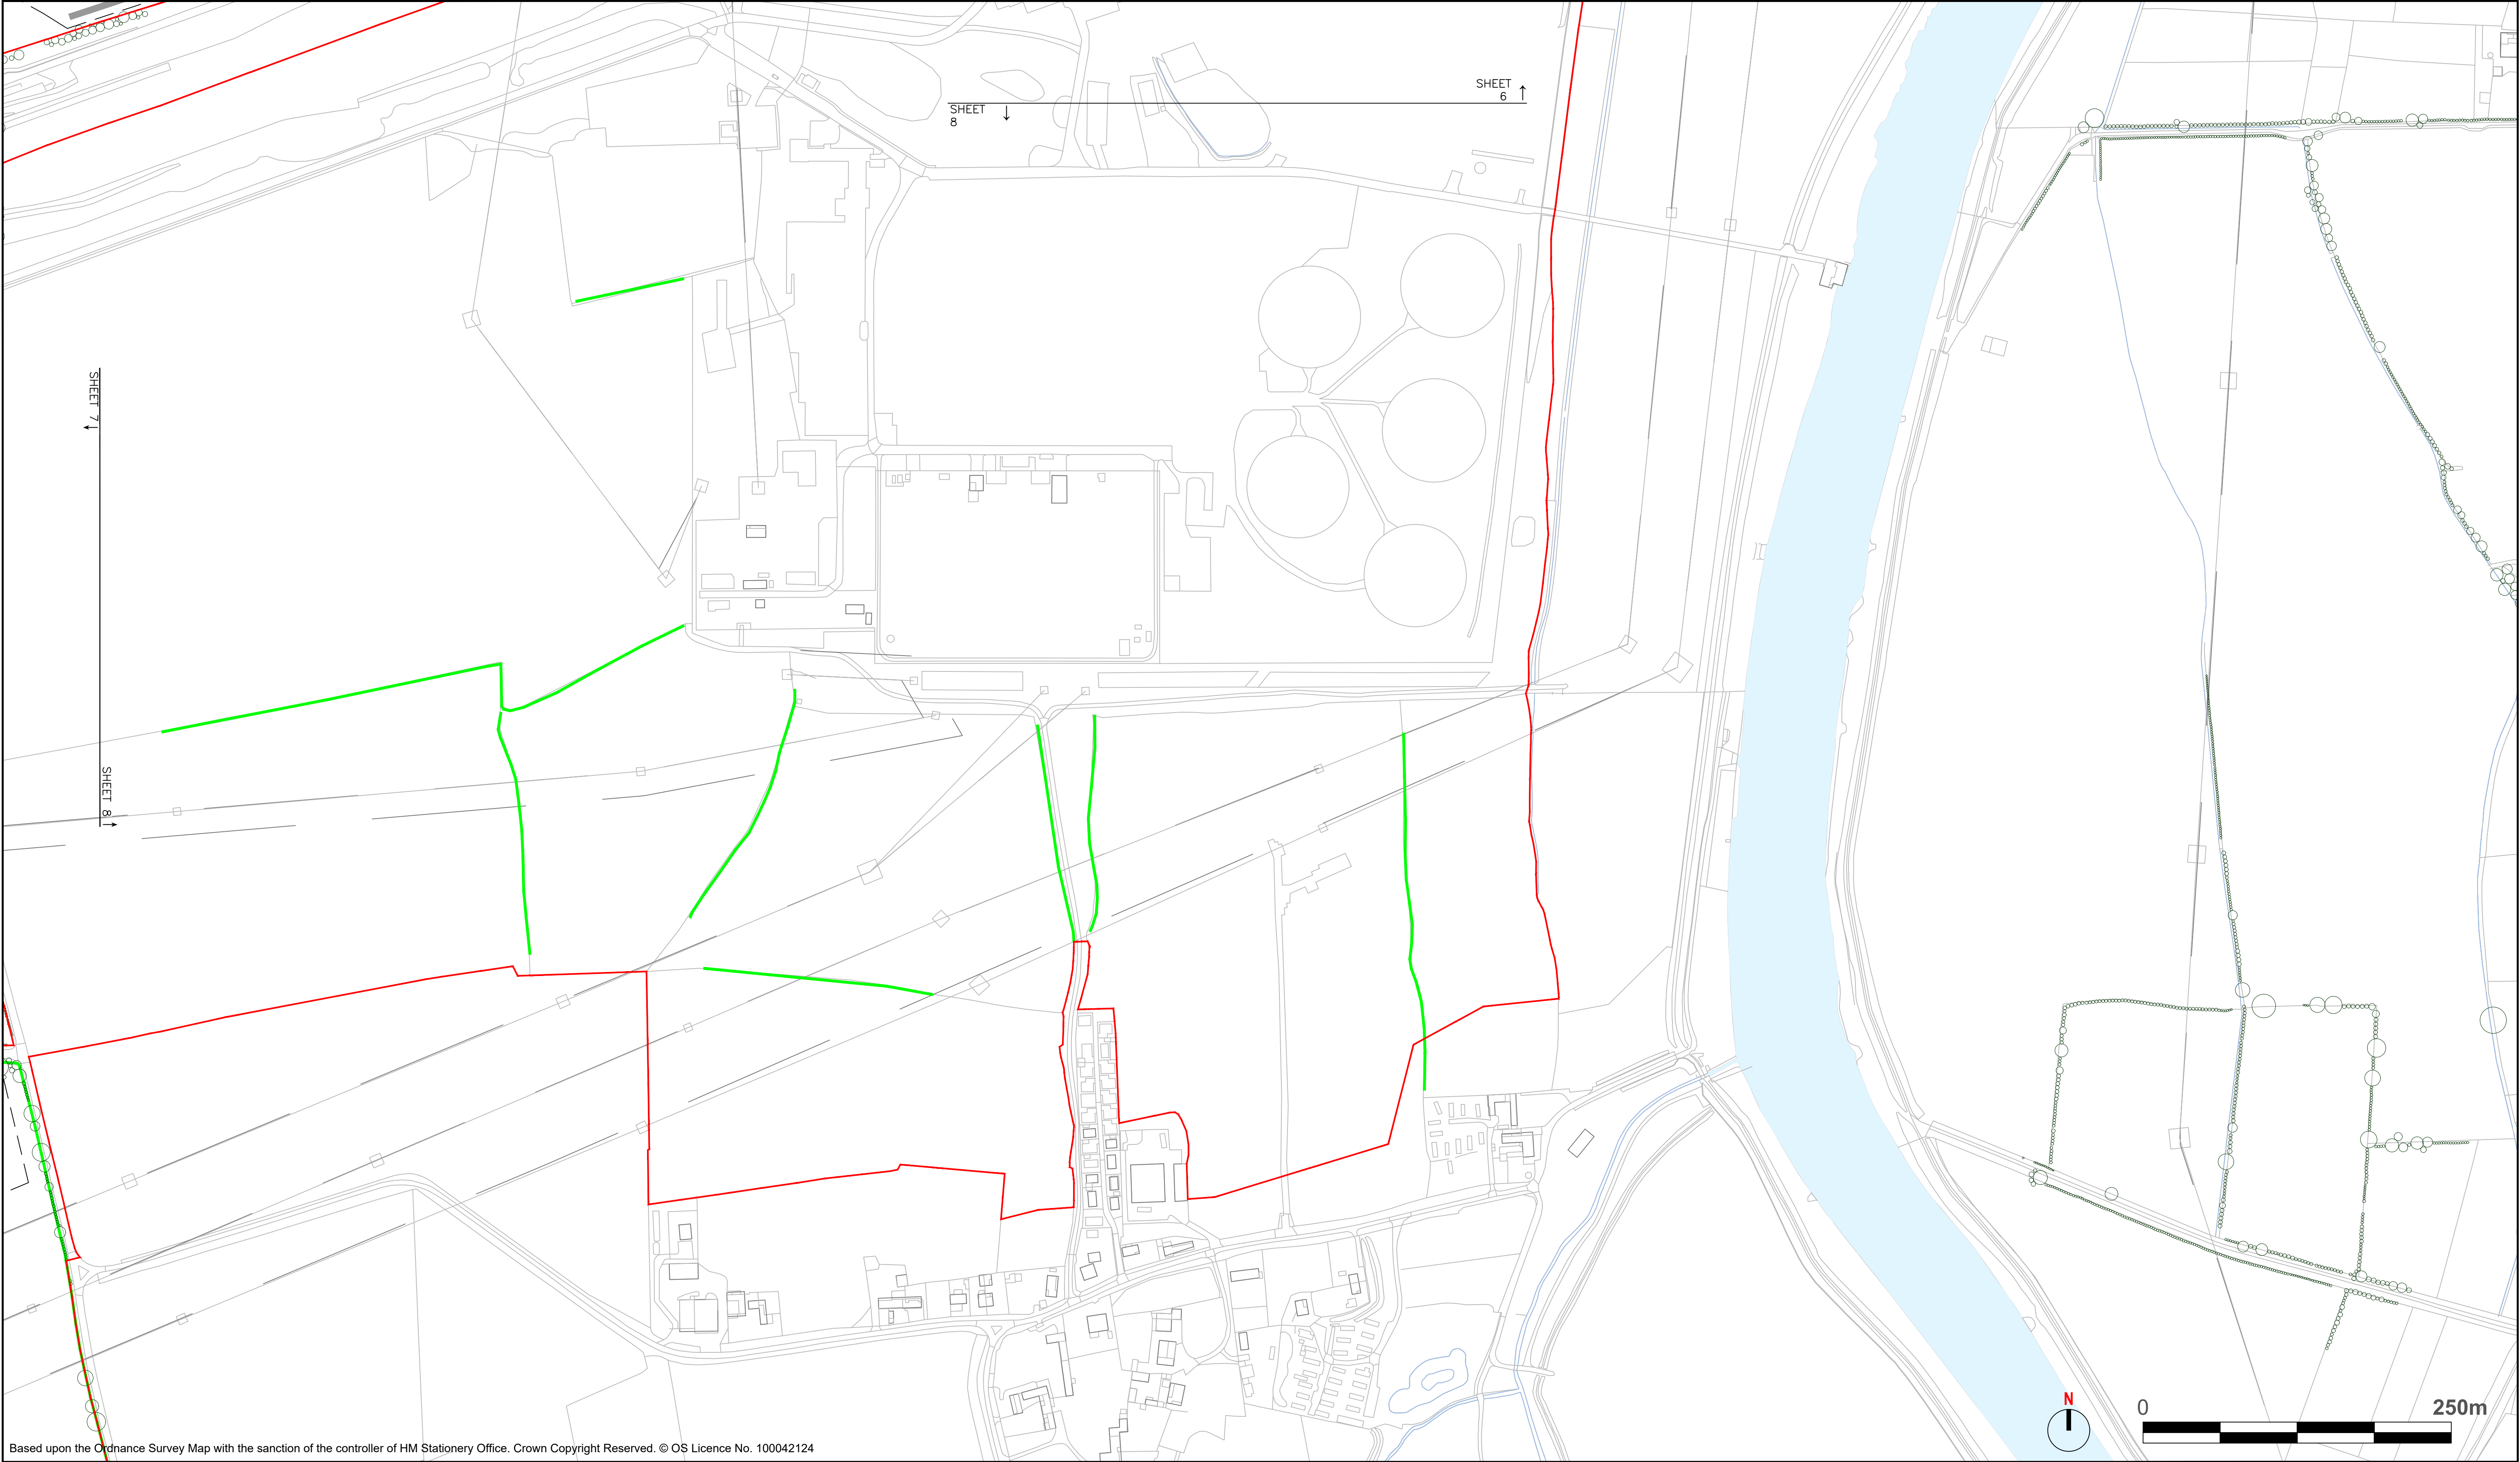 SHEET
6
SHEET
8
SHEET 7
SHEET 8
N
0 250m
Based upon the Ordnance Survey Map with the sanction of the controller of HM Stationery Office. Crown Copyright Reserved. © OS Licence No. 100042124